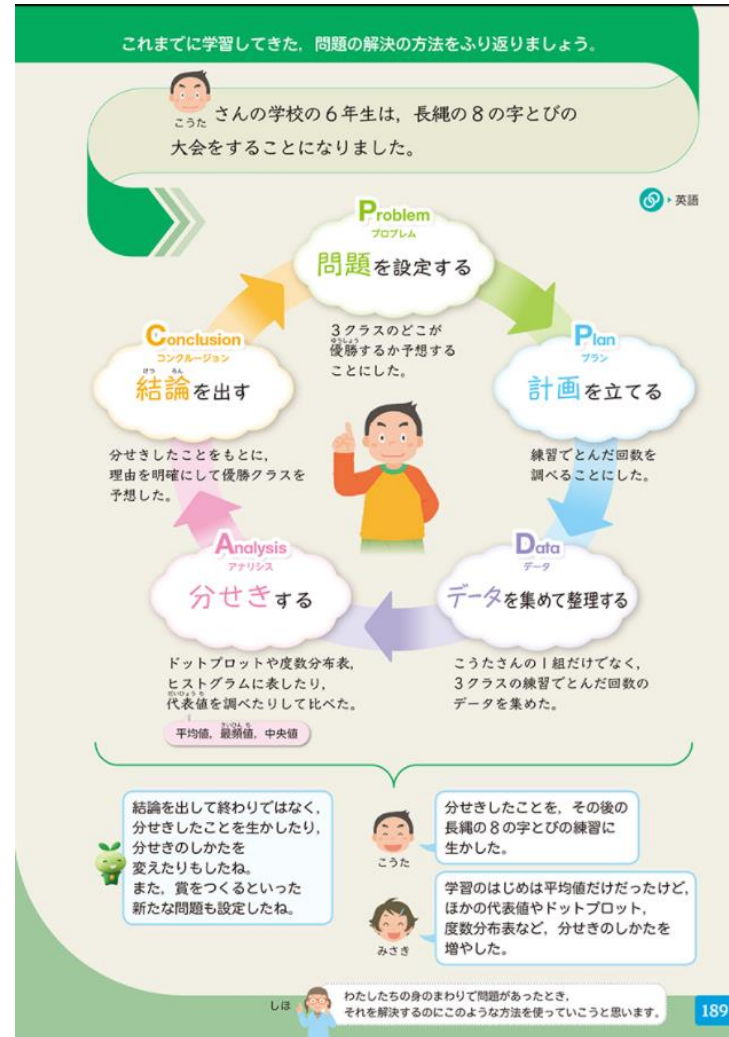 これまでに学習してきた，問題の解決の方法をふり返りましょう。
こうた
さんの学校の6年生は，長縄の8の字とびの
大会をすることになりました。
英語
Problem
プロブレム
問題を設定する
3クラスのどこが
ゆうしょう
優勝するか予想する
ことにした。
Plan
プラン
計画を立てる
練習でとんだ回数を
調べることにした。
Data
データ
データを集めて整理する
こうたさんの1組だけでなく，
3クラスの練習でとんだ回数の
データを集めた。
Analysis
アナリシス
分せきする
ドットプロットや度数分布表，
ヒストグラムに表したり，
だいひょう ち
代表値を調べたりして比べた。
さいひん ち
平均値，最頻値，中央値
Conclusion
コンクルージョン
けつ ろん
結論を出す
分せきしたことをもとに，
理由を明確にして優勝クラスを
予想した。
結論を出して終わりではなく，
分せきしたことを生かしたり，
分せきのしかたを
変えたりもしたね。
また，賞をつくるといった
新たな問題も設定したね。
こうた
分せきしたことを，その後の
長縄の8の字とびの練習に
生かした。
みさき
学習のはじめは平均値だけだったけど，
ほかの代表値やドットプロット，
度数分布表など，分せきのしかたを
増やした。
しほ
わたしたちの身のまわりで問題があったとき，
それを解決するのにこのような方法を使っていこうと思います。
189